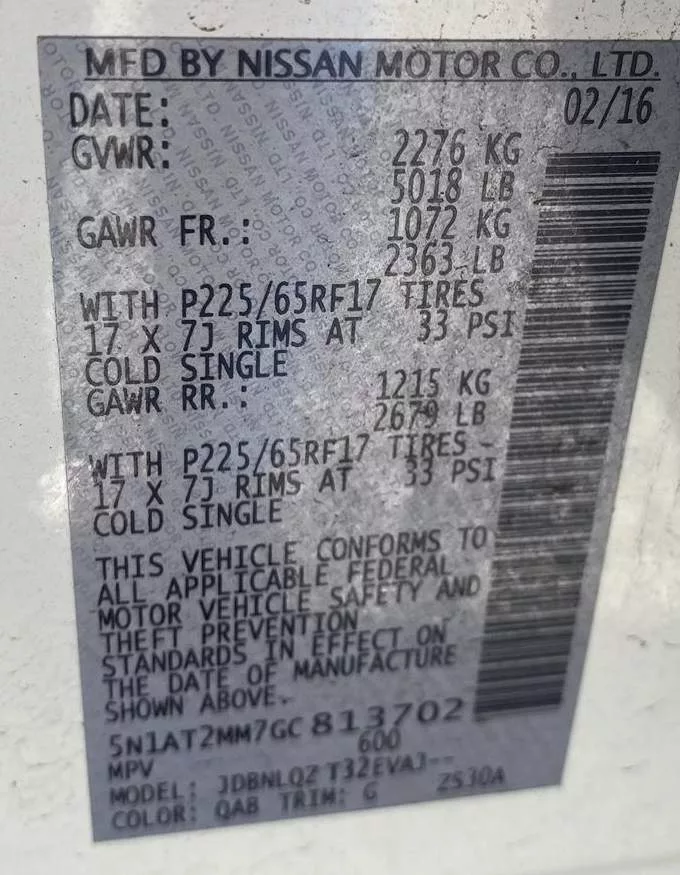 MFD BY NISSAN MOTOR CO., LTD.
DATE: 02/16
GVWR: 2276 KG
5018 LB
GAWR FR.: 1072 KG
2363 LB
WITH P225/65RF17 TIRES
17 X 7J RIMS AT 33 PSI
COLD SINGLE
GAWR RR.: 1215 KG
2679 LB
WITH P225/65RF17 TIRES
17 X 7J RIMS AT 33 PSI
COLD SINGLE
THIS VEHICLE CONFORMS TO
ALL APPLICABLE FEDERAL
MOTOR VEHICLE SAFETY AND
THEFT PREVENTION
STANDARDS IN EFFECT ON
THE DATE OF MANUFACTURE
SHOWN ABOVE.
5N1AT2MM7GC813702
MPV 600
MODEL: JDBNLQZ T32EVAJ--
COLOR: QAB TRIM: G ZS30A